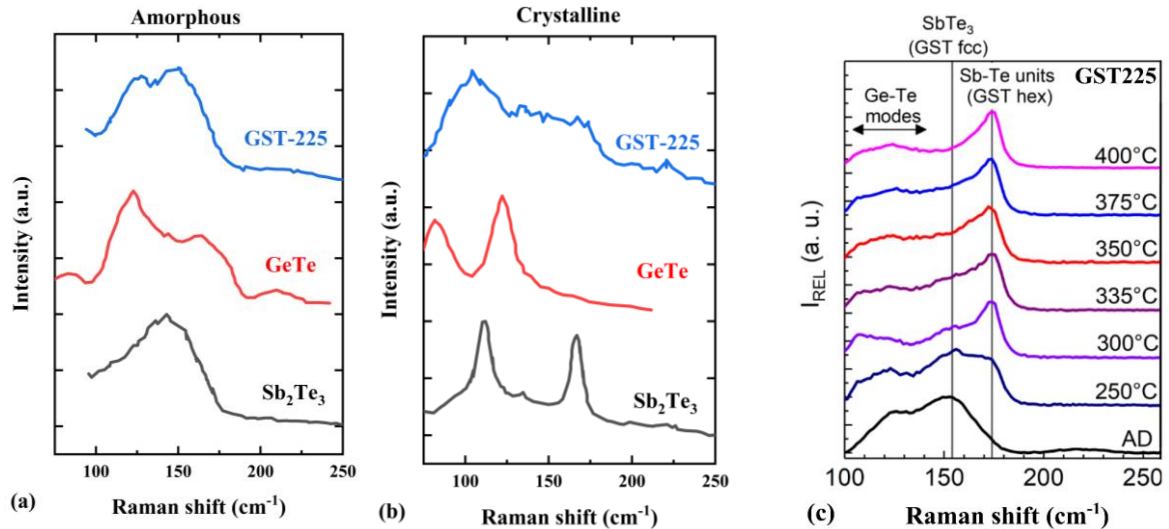 Amorphous
GST-225
GeTe
Sb₂Te₃
Intensity (a.u.)
100 150 200 250
Raman shift (cm⁻¹)
(a)
Crystalline
GST-225
GeTe
Sb₂Te₃
Intensity (a.u.)
100 150 200 250
Raman shift (cm⁻¹)
(b)
SbTe₃
(GST fcc)
Sb-Te units
(GST hex)
GST225
Ge-Te
modes
400°C
375°C
350°C
335°C
300°C
250°C
AD
I_REL (a. u.)
100 150 200 250
Raman shift (cm⁻¹)
(c)